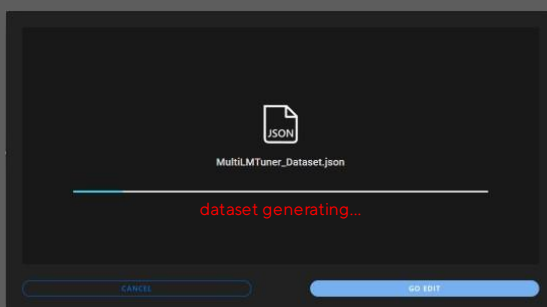 JSON
MultiLMTuner_Dataset.json
dataset generating...
CANCEL
GO EDIT